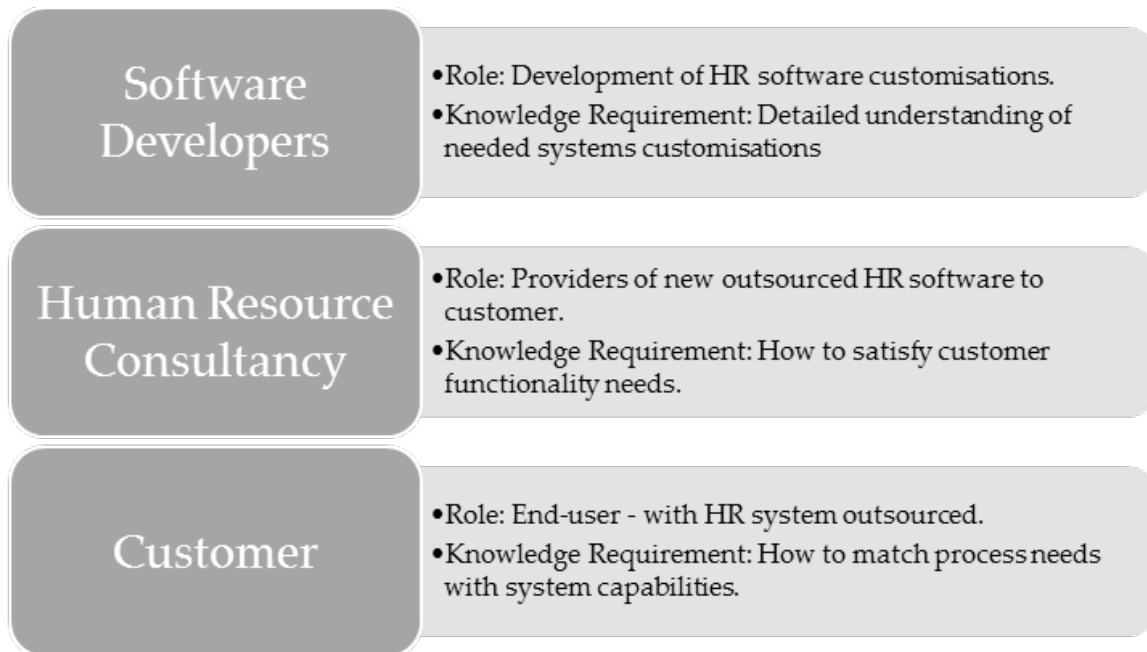 Software
Developers
•Role: Development of HR software customisations.
•Knowledge Requirement: Detailed understanding of
needed systems customisations
Human Resource
Consultancy
•Role: Providers of new outsourced HR software to
customer.
•Knowledge Requirement: How to satisfy customer
functionality needs.
Customer
•Role: End-user - with HR system outsourced.
•Knowledge Requirement: How to match process needs
with system capabilities.